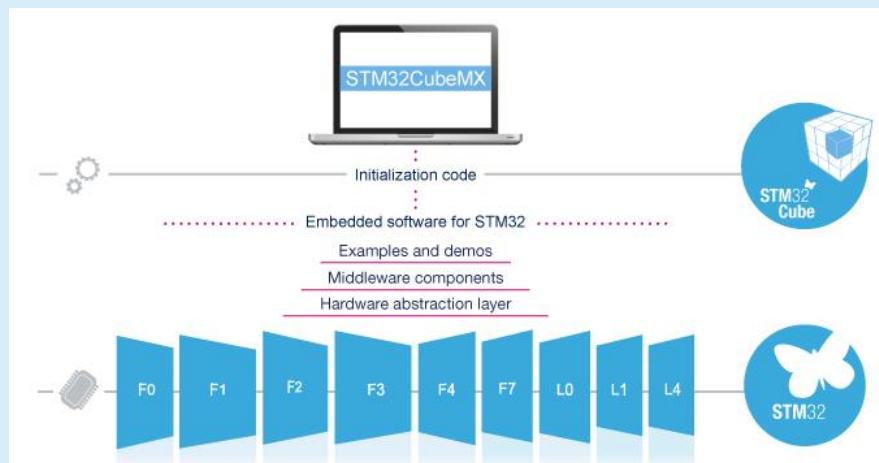 STM32CubeMX
Initialization code
STM32
Cube
Embedded software for STM32
Examples and demos
Middleware components
Hardware abstraction layer
F0 F1 F2 F3 F4 F7 L0 L1 L4
STM32